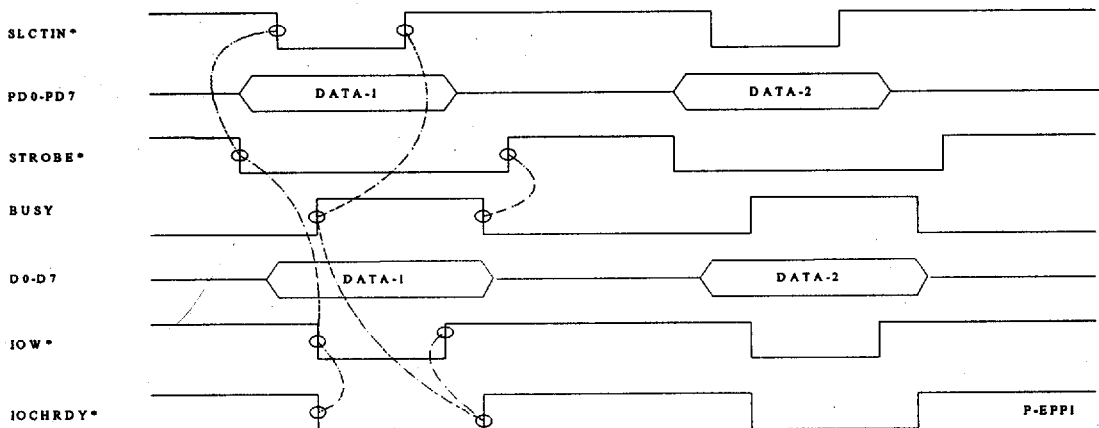 SLCTIN*
PD0-PD7 DATA-1 DATA-2
STROBE*
BUSY
D0-D7 DATA-1 DATA-2
IOW*
IOCHRDY* P-EPP1